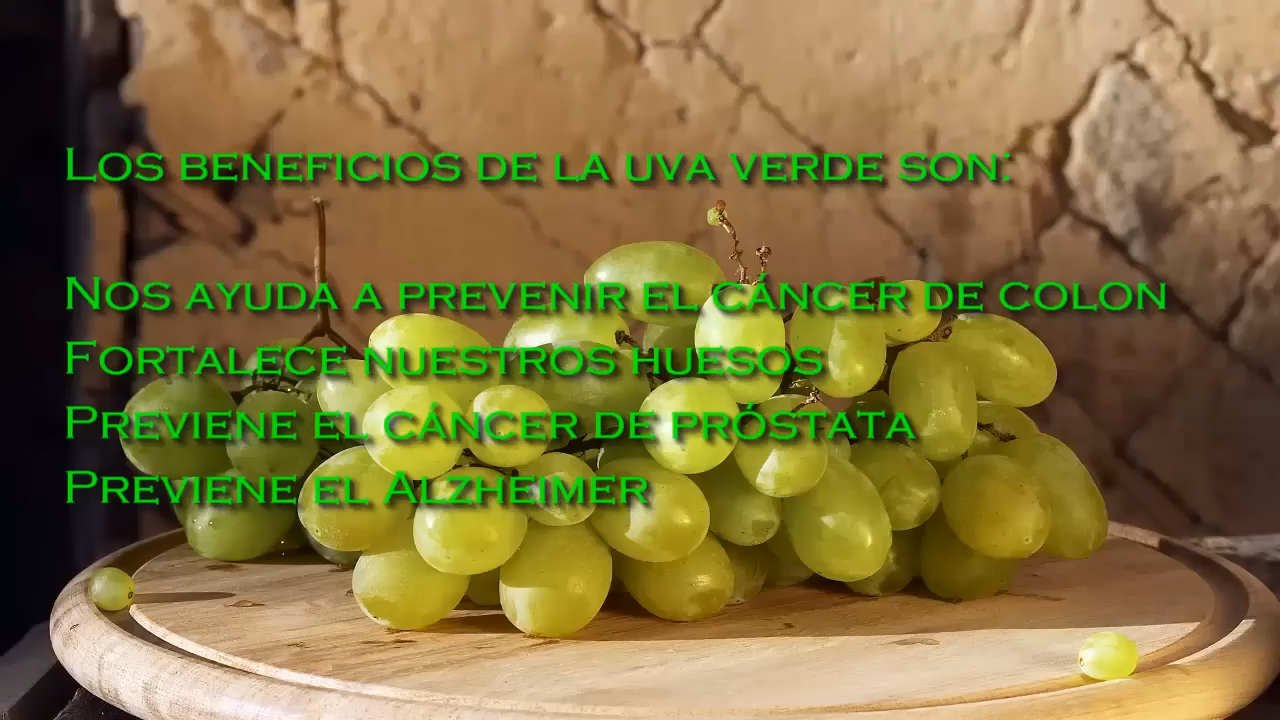 Los beneficios de la uva verde son:
Nos ayuda a prevenir el cáncer de colon
Fortalece nuestros huesos
Previene el cáncer de próstata
Previene el Alzheimer